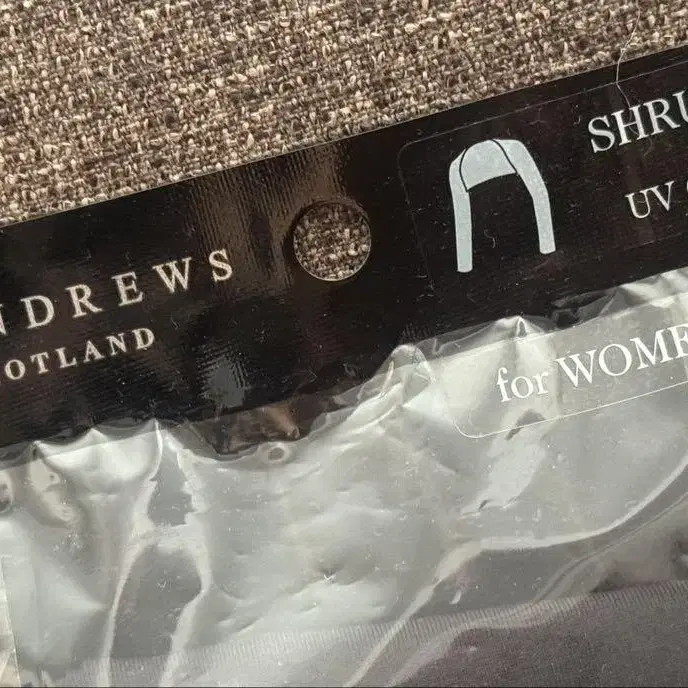 NDREWS
OTLAND
SHRU
UV
for WOME